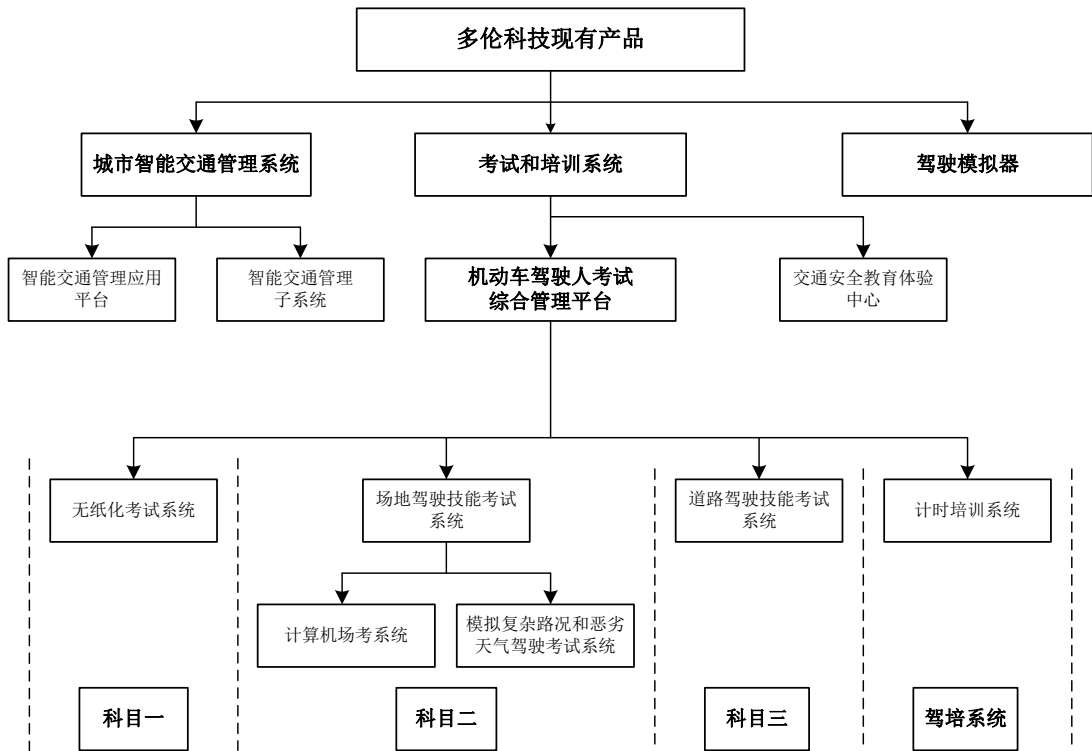 多伦科技现有产品
城市智能交通管理系统
考试和培训系统
驾驶模拟器
智能交通管理应用
平台
智能交通管理
子系统
机动车驾驶人考试
综合管理平台
交通安全教育体验
中心
无纸化考试系统
场地驾驶技能考试
系统
道路驾驶技能考试
系统
计时培训系统
计算机场考系统
模拟复杂路况和恶劣
天气驾驶考试系统
科目一
科目二
科目三
驾培系统